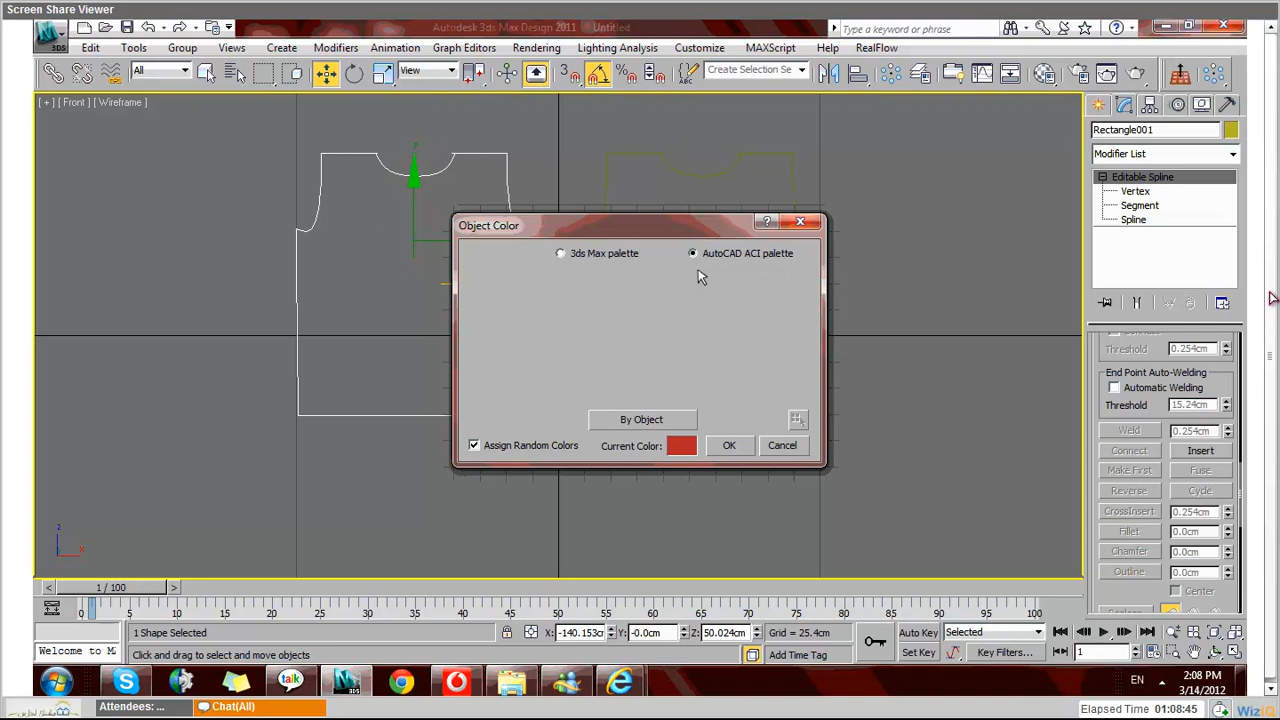 Screen Share Viewer
Autodesk 3ds Max Design 2011 Untitled
Type a keyword or phrase
3DS
Edit Tools Group Views Create Modifiers Animation Graph Editors Rendering Lighting Analysis Customize MAXScript Help RealFlow
All View 3 Create Selection Se
[ + ] [ Front ] [ Wireframe ]
Rectangle001
Modifier List
Editable Spline
Vertex
Segment
Spline
y
Object Color
3ds Max palette AutoCAD ACI palette
By Object
Assign Random Colors Current Color: OK Cancel
Threshold 0.254cm
End Point Auto-Welding
Automatic Welding
Threshold 15.24cm
Weld 0.254cm
Connect Insert
Make First Fuse
Reverse Cycle
CrossInsert 0.254cm
Fillet 0.0cm
Chamfer 0.0cm
Outline 0.0cm
Center
z
x
< 1 / 100 >
0 5 10 15 20 25 30 35 40 45 50 55 60 65 70 75 80 85 90 95 100
1 Shape Selected X: -140.153cm Y: -0.0cm Z: 50.024cm Grid = 25.4cm Auto Key Selected
Welcome to M Click and drag to select and move objects Add Time Tag Set Key Key Filters... 1
talk 3DS EN 2:08 PM
3/14/2012
Attendees: ... Chat(All) Elapsed Time 01:08:45 WizIQ